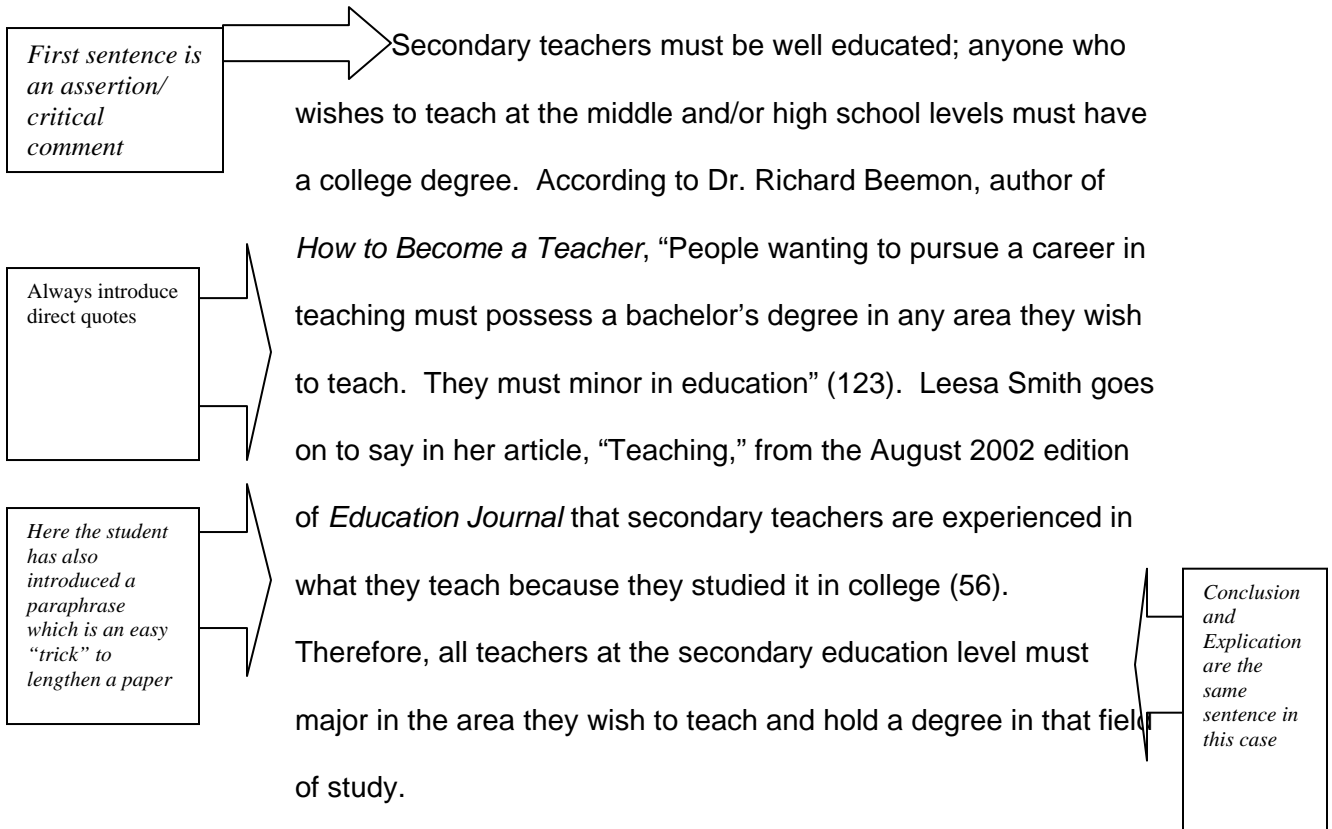 First sentence is
an assertion/
critical
comment
Secondary teachers must be well educated; anyone who
wishes to teach at the middle and/or high school levels must have
a college degree.  According to Dr. Richard Beemon, author of
How to Become a Teacher, “People wanting to pursue a career in
teaching must possess a bachelor’s degree in any area they wish
to teach.  They must minor in education” (123).  Leesa Smith goes
on to say in her article, “Teaching,” from the August 2002 edition
of Education Journal that secondary teachers are experienced in
what they teach because they studied it in college (56).
Therefore, all teachers at the secondary education level must
major in the area they wish to teach and hold a degree in that field
of study.
Always introduce
direct quotes
Here the student
has also
introduced a
paraphrase
which is an easy
“trick” to
lengthen a paper
Conclusion
and
Explication
are the
same
sentence in
this case